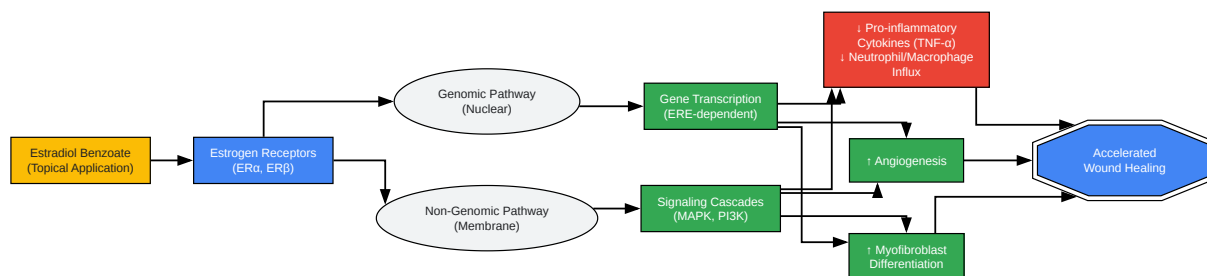 Estradiol Benzoate
(Topical Application)
Estrogen Receptors
(ERα, ERβ)
Genomic Pathway
(Nuclear)
Non-Genomic Pathway
(Membrane)
Gene Transcription
(ERE-dependent)
Signaling Cascades
(MAPK, PI3K)
↓ Pro-inflammatory
Cytokines (TNF-α)
↓ Neutrophil/Macrophage
Influx
↑ Angiogenesis
↑ Myofibroblast
Differentiation
Accelerated
Wound Healing